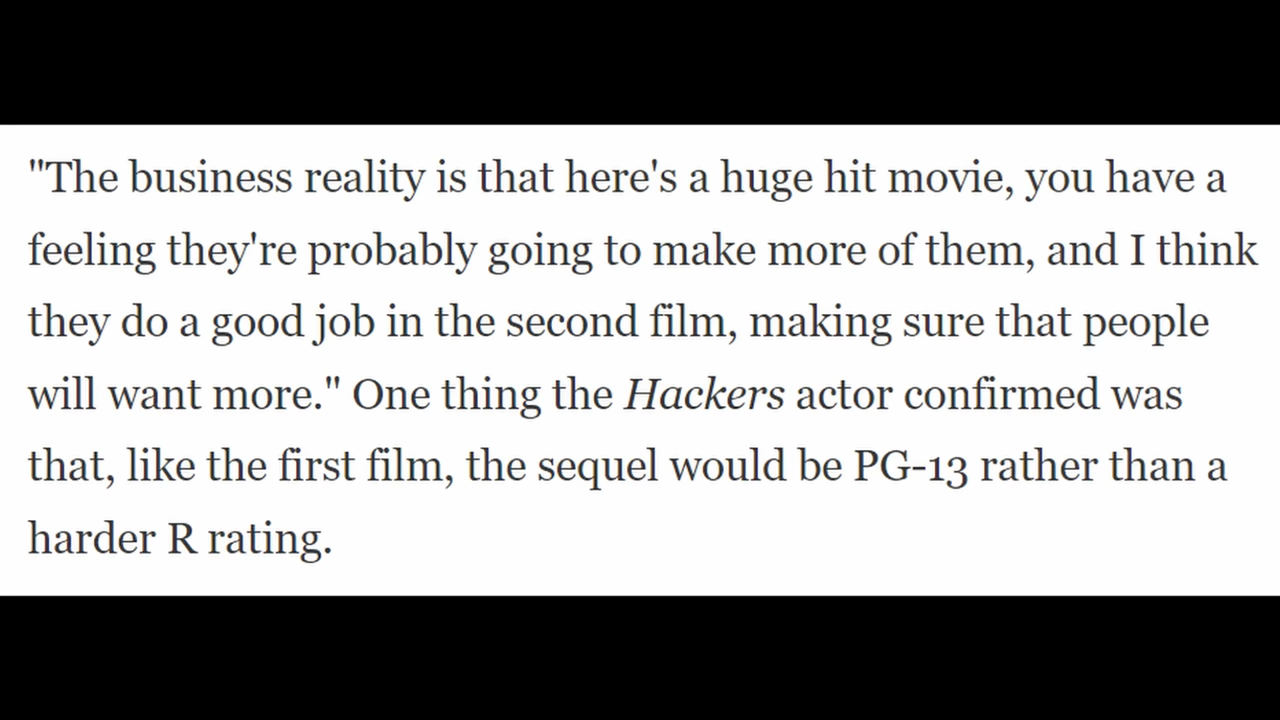 "The business reality is that here's a huge hit movie, you have a
feeling they're probably going to make more of them, and I think
they do a good job in the second film, making sure that people
will want more." One thing the Hackers actor confirmed was
that, like the first film, the sequel would be PG-13 rather than a
harder R rating.